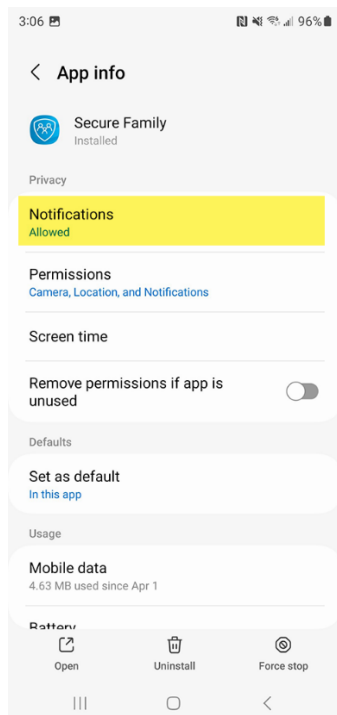 3:06 96%
App info
Secure Family
Installed
Privacy
Notifications
Allowed
Permissions
Camera, Location, and Notifications
Screen time
Remove permissions if app is
unused
Defaults
Set as default
In this app
Usage
Mobile data
4.63 MB used since Apr 1
Battery
Open Uninstall Force stop